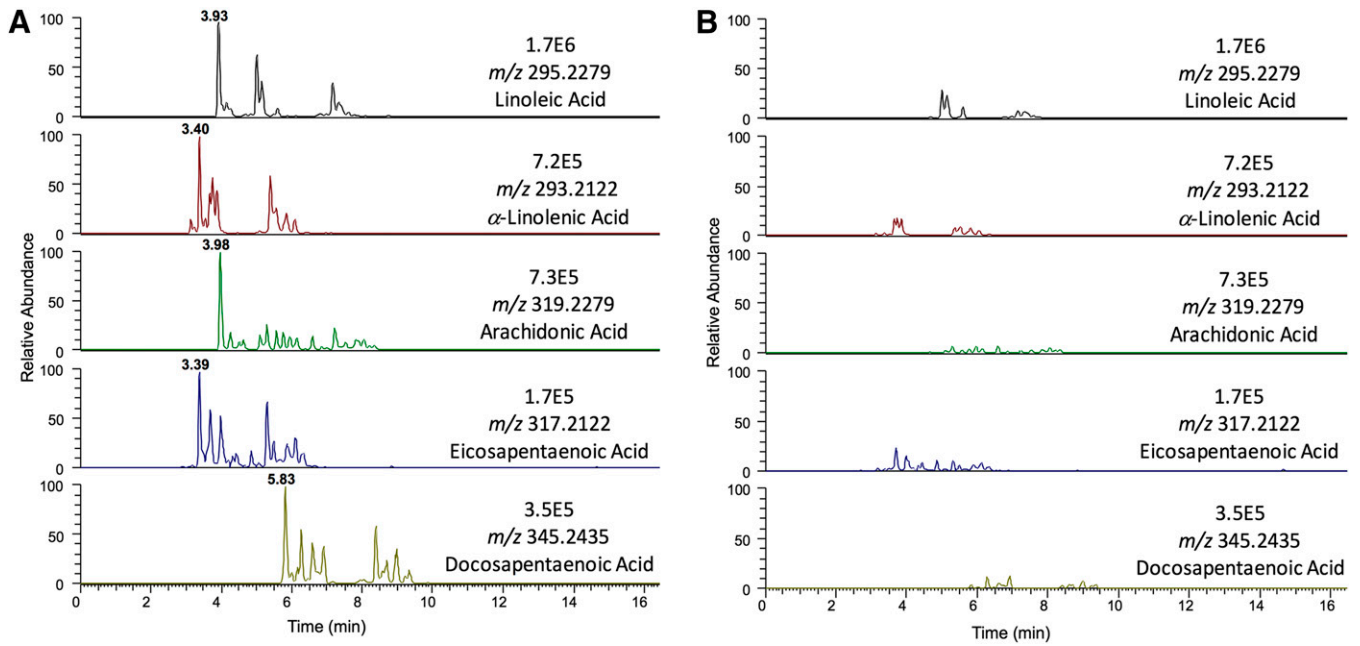 A
Relative Abundance
100
50
0
3.93
1.7E6
m/z 295.2279
Linoleic Acid
100
50
0
3.40
7.2E5
m/z 293.2122
α-Linolenic Acid
100
50
0
3.98
7.3E5
m/z 319.2279
Arachidonic Acid
100
50
0
3.39
1.7E5
m/z 317.2122
Eicosapentaenoic Acid
100
50
0
5.83
3.5E5
m/z 345.2435
Docosapentaenoic Acid
0 2 4 6 8 10 12 14 16
Time (min)
B
Relative Abundance
100
50
0
1.7E6
m/z 295.2279
Linoleic Acid
100
50
0
7.2E5
m/z 293.2122
α-Linolenic Acid
100
50
0
7.3E5
m/z 319.2279
Arachidonic Acid
100
50
0
1.7E5
m/z 317.2122
Eicosapentaenoic Acid
100
50
0
3.5E5
m/z 345.2435
Docosapentaenoic Acid
0 2 4 6 8 10 12 14 16
Time (min)